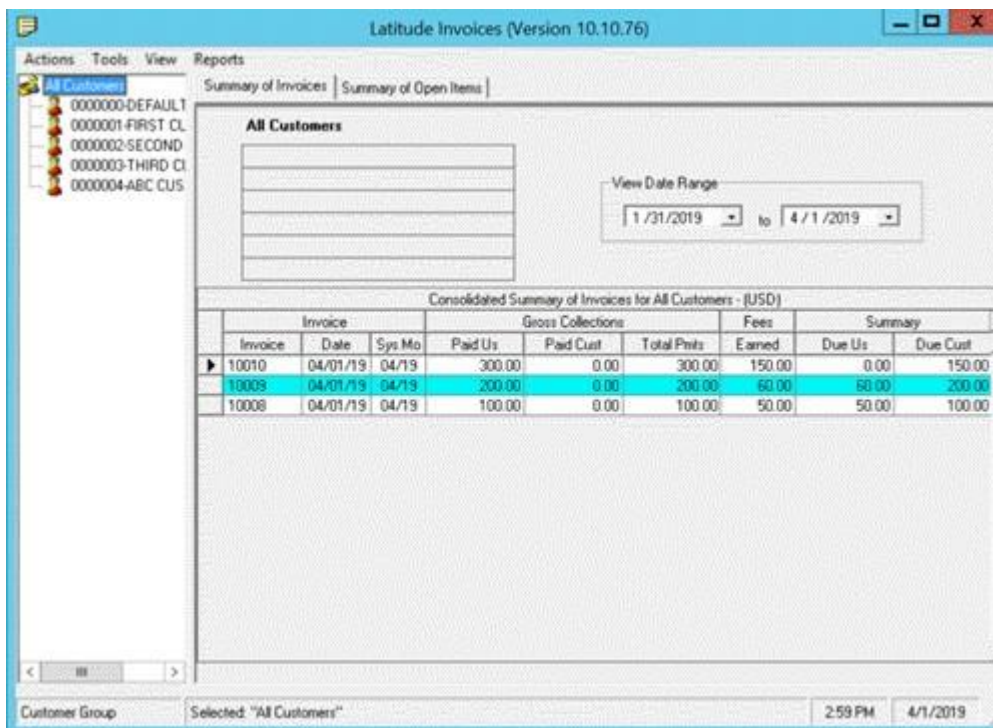 Latitude Invoices (Version 10.10.76)
Actions Tools View Reports
All Customers
0000000-DEFAULT
0000001-FIRST CL
0000002-SECOND
0000003-THIRD CL
0000004-ABC CUS
Summary of Invoices Summary of Open Items
All Customers
View Date Range
1/31/2019 to 4/1/2019
Consolidated Summary of Invoices for All Customers - (USD)
Invoice Gross Collections Fees Summary
Invoice Date Sys Mo Paid Us Paid Cust Total Pmts Earned Due Us Due Cust
10010 04/01/19 04/19 300.00 0.00 300.00 150.00 0.00 150.00
10009 04/01/19 04/19 200.00 0.00 200.00 60.00 60.00 200.00
10008 04/01/19 04/19 100.00 0.00 100.00 50.00 50.00 100.00
Customer Group Selected: "All Customers" 2:59 PM 4/1/2019